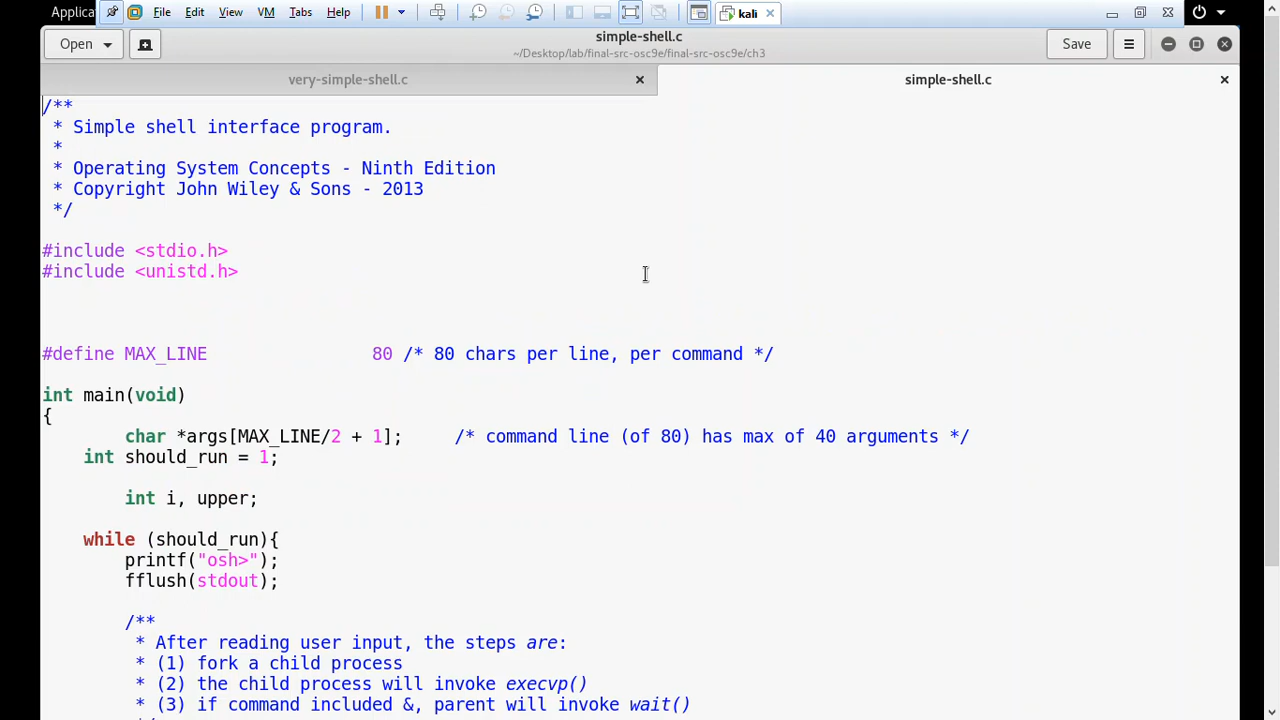 Applica File Edit View VM Tabs Help kali
Open simple-shell.c Save
~/Desktop/lab/final-src-osc9e/final-src-osc9e/ch3
very-simple-shell.c simple-shell.c
/**
* Simple shell interface program.
*
* Operating System Concepts - Ninth Edition
* Copyright John Wiley & Sons - 2013
*/
#include <stdio.h>
#include <unistd.h>
#define MAX_LINE 80 /* 80 chars per line, per command */
int main(void)
{
char *args[MAX_LINE/2 + 1]; /* command line (of 80) has max of 40 arguments */
int should_run = 1;
int i, upper;
while (should_run){
printf("osh>");
fflush(stdout);
/**
* After reading user input, the steps are:
* (1) fork a child process
* (2) the child process will invoke execvp()
* (3) if command included &, parent will invoke wait()